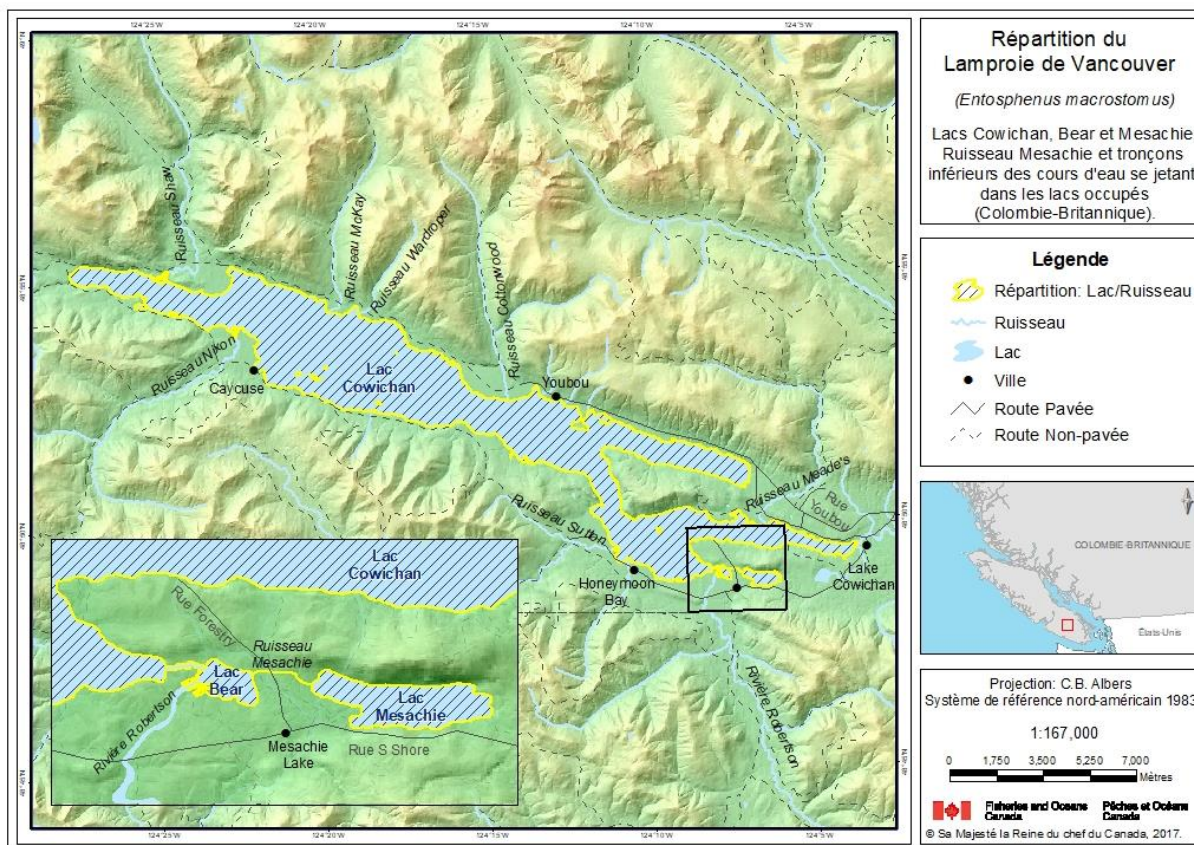 124°25'W 124°20'W 124°15'W 124°10'W 124°5'W
Répartition du
Lamproie de Vancouver
(Entosphenus macrostomus)
Lacs Cowichan, Bear et Mesachie
Ruisseau Mesachie et tronçons
inférieurs des cours d'eau se jetant
dans les lacs occupés
(Colombie-Britannique).
Légende
Répartition: Lac/Ruisseau
Ruisseau
Lac
Ville
Route Pavée
Route Non-pavée
COLOMBIE-BRITANNIQUE
États-Unis
Projection: C.B. Albers
Système de référence nord-américain 1983
1:167,000
0 1,750 3,500 5,250 7,000
Mètres
Fisheries and Oceans
Canada
Pêches et Océans
Canada
© Sa Majesté la Reine du chef du Canada, 2017.
Ruisseau Shaw
Ruisseau McKay
Ruisseau Wardroper
Ruisseau Cottonwood
Ruisseau Nixon
Caycuse
Lac
Cowichan
Youbou
Ruisseau Meade's
Rue
Youbou
Ruisseau Sutton
Honeymoon
Bay
Lake
Cowichan
Rivière Robertson
Lac
Cowichan
Rue Forestry
Ruisseau
Mesachie
Lac
Bear
Lac
Mesachie
Rivière Robertson
Mesachie
Lake
Rue S Shore
124°20'W 124°15'W 124°10'W 124°5'W